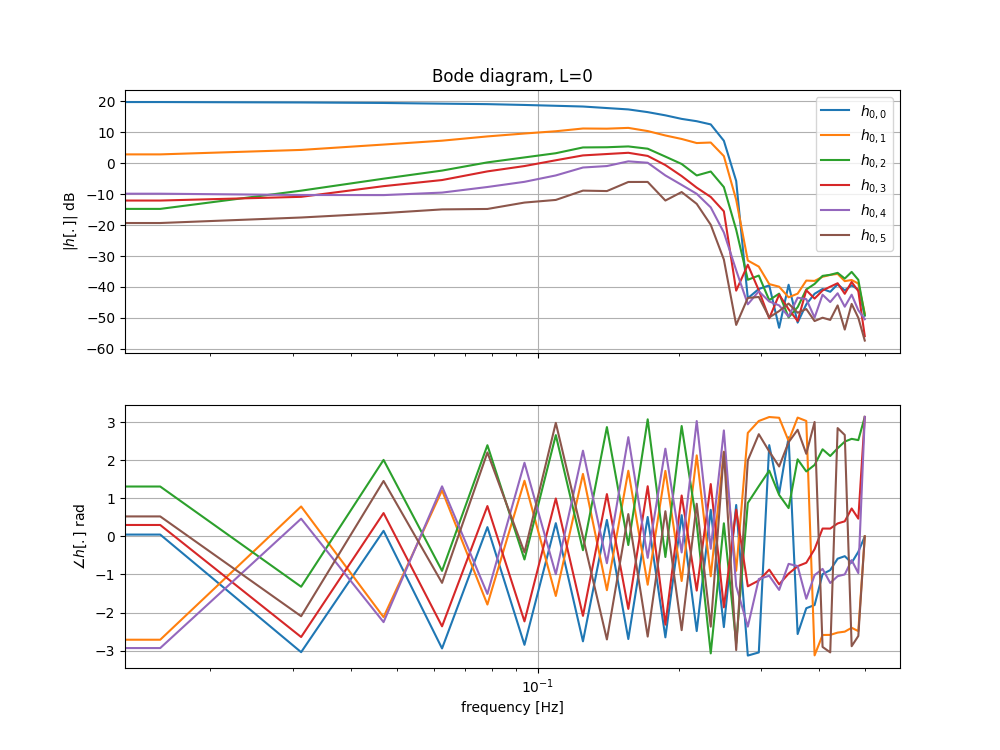 Bode diagram, L=0
|h[.]| dB
20
10
0
−10
−20
−30
−40
−50
−60
h0,0
h0,1
h0,2
h0,3
h0,4
h0,5
∠h[.] rad
3
2
1
0
−1
−2
−3
10−1
frequency [Hz]